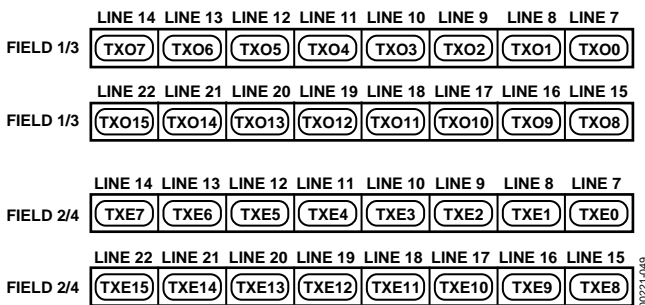 LINE 14 LINE 13 LINE 12 LINE 11 LINE 10 LINE 9 LINE 8 LINE 7
FIELD 1/3 TXO7 TXO6 TXO5 TXO4 TXO3 TXO2 TXO1 TXO0
LINE 22 LINE 21 LINE 20 LINE 19 LINE 18 LINE 17 LINE 16 LINE 15
FIELD 1/3 TXO15 TXO14 TXO13 TXO12 TXO11 TXO10 TXO9 TXO8
LINE 14 LINE 13 LINE 12 LINE 11 LINE 10 LINE 9 LINE 8 LINE 7
FIELD 2/4 TXE7 TXE6 TXE5 TXE4 TXE3 TXE2 TXE1 TXE0
LINE 22 LINE 21 LINE 20 LINE 19 LINE 18 LINE 17 LINE 16 LINE 15
FIELD 2/4 TXE15 TXE14 TXE13 TXE12 TXE11 TXE10 TXE9 TXE8